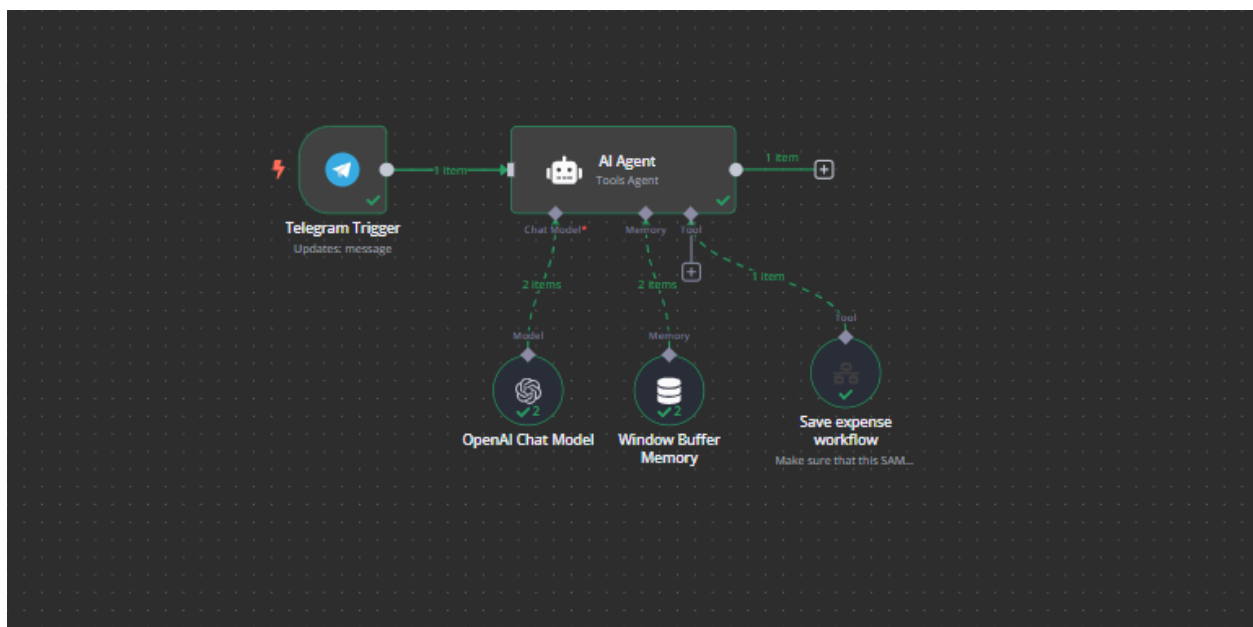 1 item
AI Agent
Tools Agent
1 item
Telegram Trigger
Updates: message
Chat Model*
Memory
Tool
2 items
2 items
1 item
Model
Memory
Tool
2
2
OpenAI Chat Model
Window Buffer
Memory
Save expense
workflow
Make sure that this SAM...